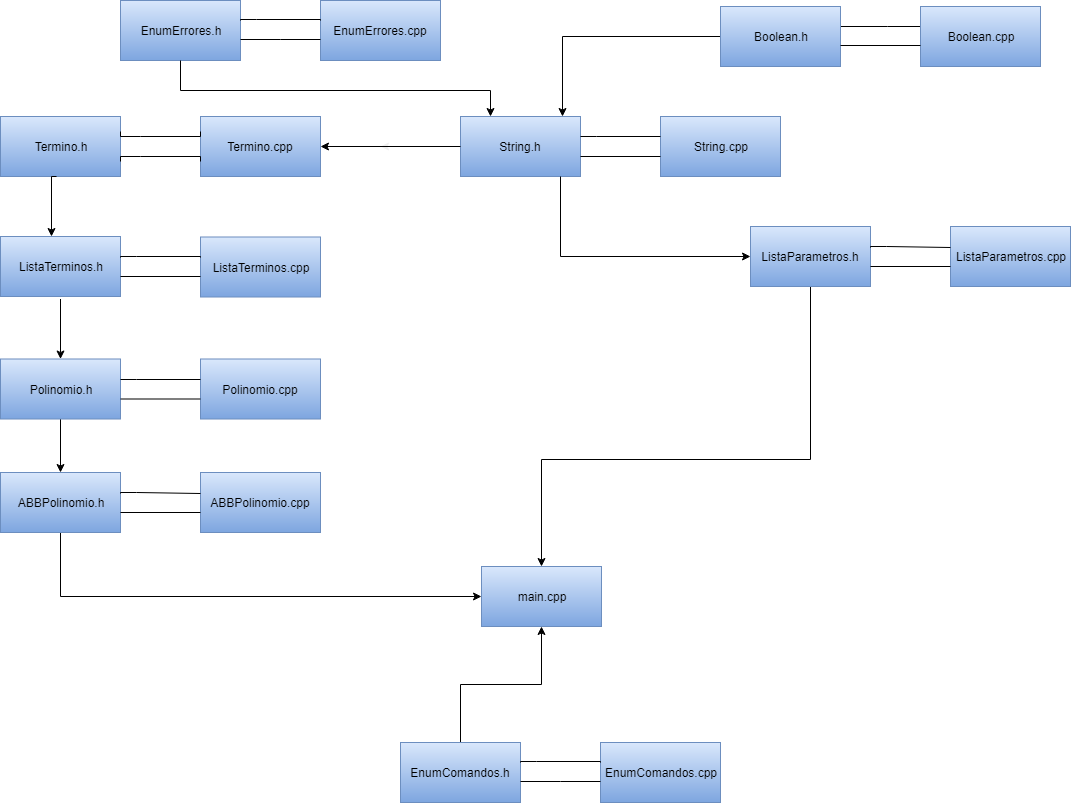 EnumErrores.h
EnumErrores.cpp
Boolean.h
Boolean.cpp
Termino.h
Termino.cpp
String.h
String.cpp
ListaTerminos.h
ListaTerminos.cpp
ListaParametros.h
ListaParametros.cpp
Polinomio.h
Polinomio.cpp
ABBPolinomio.h
ABBPolinomio.cpp
main.cpp
EnumComandos.h
EnumComandos.cpp